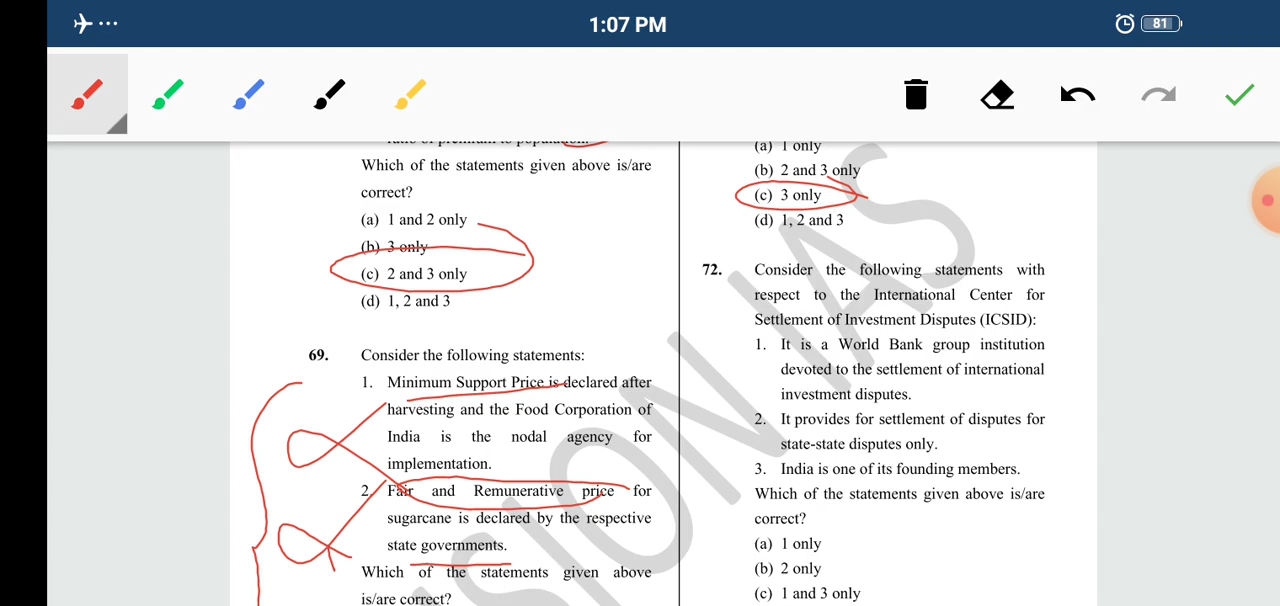 1:07 PM
81
ratio of premium to population.
Which of the statements given above is/are
correct?
(a) 1 and 2 only
(b) 3 only
(c) 2 and 3 only
(d) 1, 2 and 3
69. Consider the following statements:
1. Minimum Support Price is declared after
harvesting and the Food Corporation of
India is the nodal agency for
implementation.
2. Fair and Remunerative price for
sugarcane is declared by the respective
state governments.
Which of the statements given above
is/are correct?
(a) 1 only
(b) 2 and 3 only
(c) 3 only
(d) 1, 2 and 3
72. Consider the following statements with
respect to the International Center for
Settlement of Investment Disputes (ICSID):
1. It is a World Bank group institution
devoted to the settlement of international
investment disputes.
2. It provides for settlement of disputes for
state-state disputes only.
3. India is one of its founding members.
Which of the statements given above is/are
correct?
(a) 1 only
(b) 2 only
(c) 1 and 3 only
SION IAS